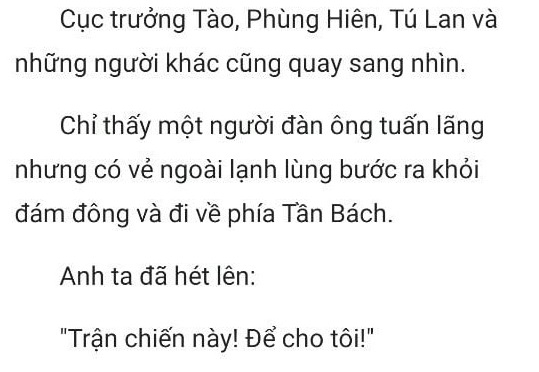 Cục trưởng Tào, Phùng Hiên, Tú Lan và
những người khác cũng quay sang nhìn.
Chỉ thấy một người đàn ông tuấn lãng
nhưng có vẻ ngoài lạnh lùng bước ra khỏi
đám đông và đi về phía Tần Bách.
Anh ta đã hét lên:
"Trận chiến này! Để cho tôi!"